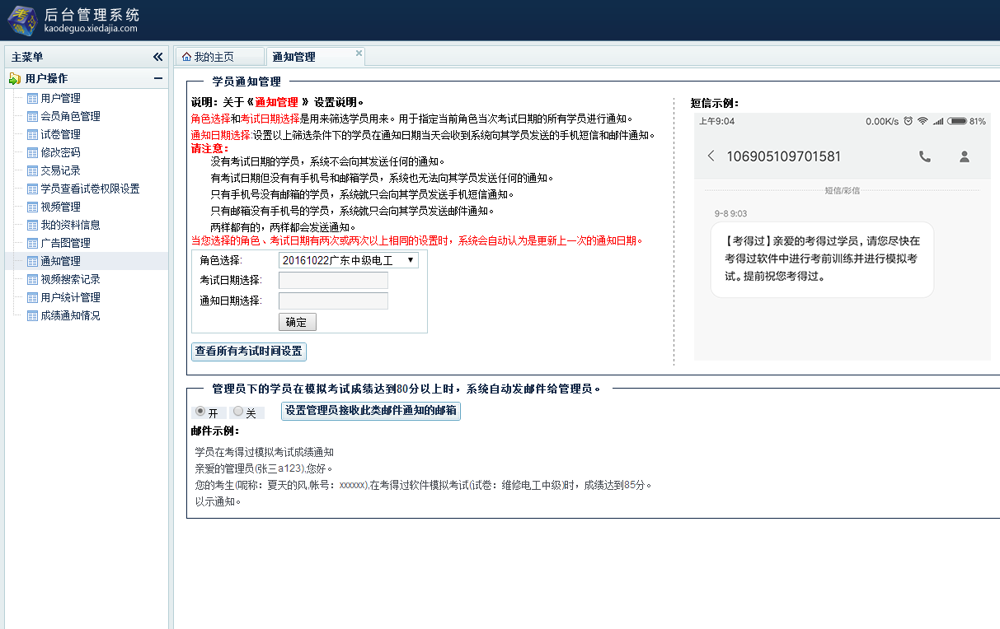 后台管理系统
kaodeguo.xiedajia.com
主菜单
用户操作
用户管理
会员角色管理
试卷管理
修改密码
交易记录
学员查看试卷权限设置
视频管理
我的资料信息
广告图管理
通知管理
视频搜索记录
用户统计管理
成绩通知情况
我的主页
通知管理
学员通知管理
说明：关于《通知管理 》设置说明。
角色选择和考试日期选择是用来筛选学员用来。用于指定当前角色当次考试日期的所有学员进行通知。
通知日期选择:设置以上筛选条件下的学员在通知日期当天会收到系统向其学员发送的手机短信和邮件通知。
请注意：
没有考试日期的学员，系统不会向其发送任何的通知。
有考试日期但没有有手机号和邮箱学员，系统也无法向其学员发送任何的通知。
只有手机号没有邮箱的学员，系统就只会向其学员发送手机短信通知。
只有邮箱没有手机号的学员，系统就只会向其学员发送邮件通知。
两样都有的，两样都会发送通知。
当您选择的角色、考试日期有两次或两次以上相同的设置时，系统会自动认为是更新上一次的通知日期。
角色选择: 20161022广东中级电工
考试日期选择:
通知日期选择:
确定
查看所有考试时间设置
短信示例：
上午9:04 0.00K/s 81%
106905109701581
短信/彩信
9-8 9:03
【考得过】亲爱的考得过学员，请您尽快在
考得过软件中进行考前训练并进行模拟考
试。提前祝您考得过。
管理员下的学员在模拟考试成绩达到80分以上时，系统自动发邮件给管理员。
开 关 设置管理员接收此类邮件通知的邮箱
邮件示例：
学员在考得过模拟考试成绩通知
亲爱的管理员(张三a123),您好。
您的考生(昵称：夏天的风,帐号：xxxxxx),在考得过软件模拟考试(试卷：维修电工中级)时，成绩达到85分。
以示通知。